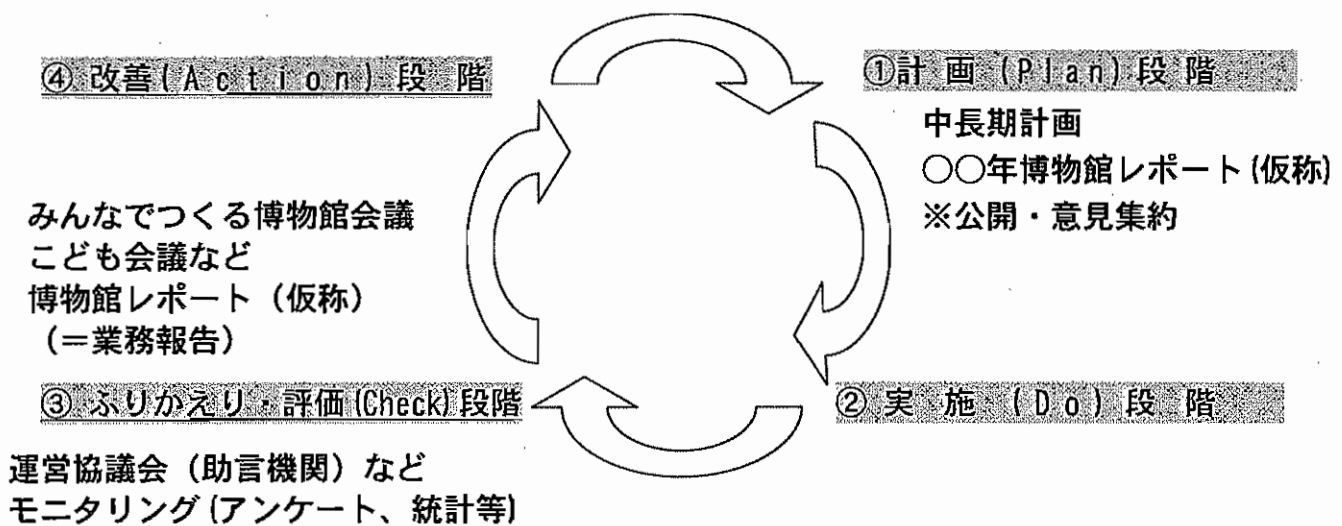 ④ 改善(Action)段 階
みんなでつくる博物館会議
こども会議など
博物館レポート（仮称）
（＝業務報告）
①計 画 (Plan)段 階
中長期計画
○○年博物館レポート(仮称)
※公開・意見集約
③ ふりかえり・評価(Check)段階
運営協議会（助言機関）など
モニタリング(アンケート、統計等)
② 実 施 (Do) 段 階